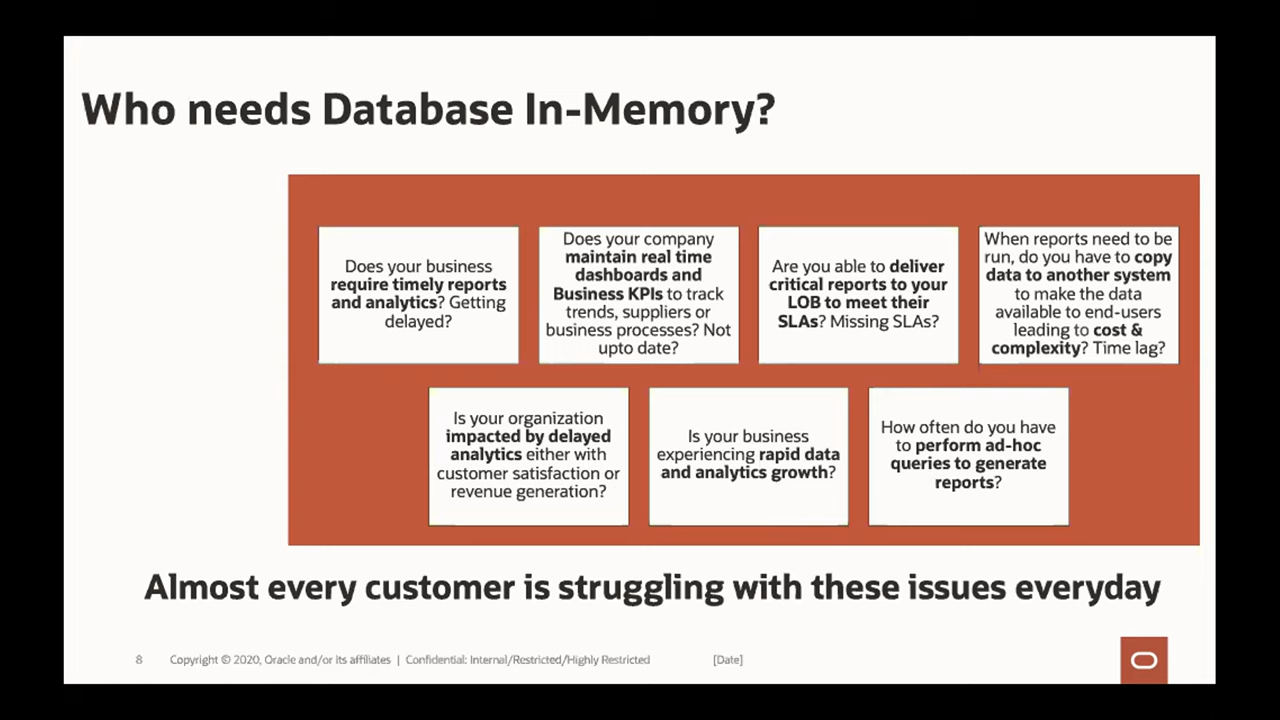 Who needs Database In-Memory?
Does your business
require timely reports
and analytics? Getting
delayed?
Does your company
maintain real time
dashboards and
Business KPIs to track
trends, suppliers or
business processes? Not
upto date?
Are you able to deliver
critical reports to your
LOB to meet their
SLAs? Missing SLAs?
When reports need to be
run, do you have to copy
data to another system
to make the data
available to end-users
leading to cost &
complexity? Time lag?
Is your organization
impacted by delayed
analytics either with
customer satisfaction or
revenue generation?
Is your business
experiencing rapid data
and analytics growth?
How often do you have
to perform ad-hoc
queries to generate
reports?
Almost every customer is struggling with these issues everyday
8 Copyright © 2020, Oracle and/or its affiliates | Confidential: Internal/Restricted/Highly Restricted [Date]